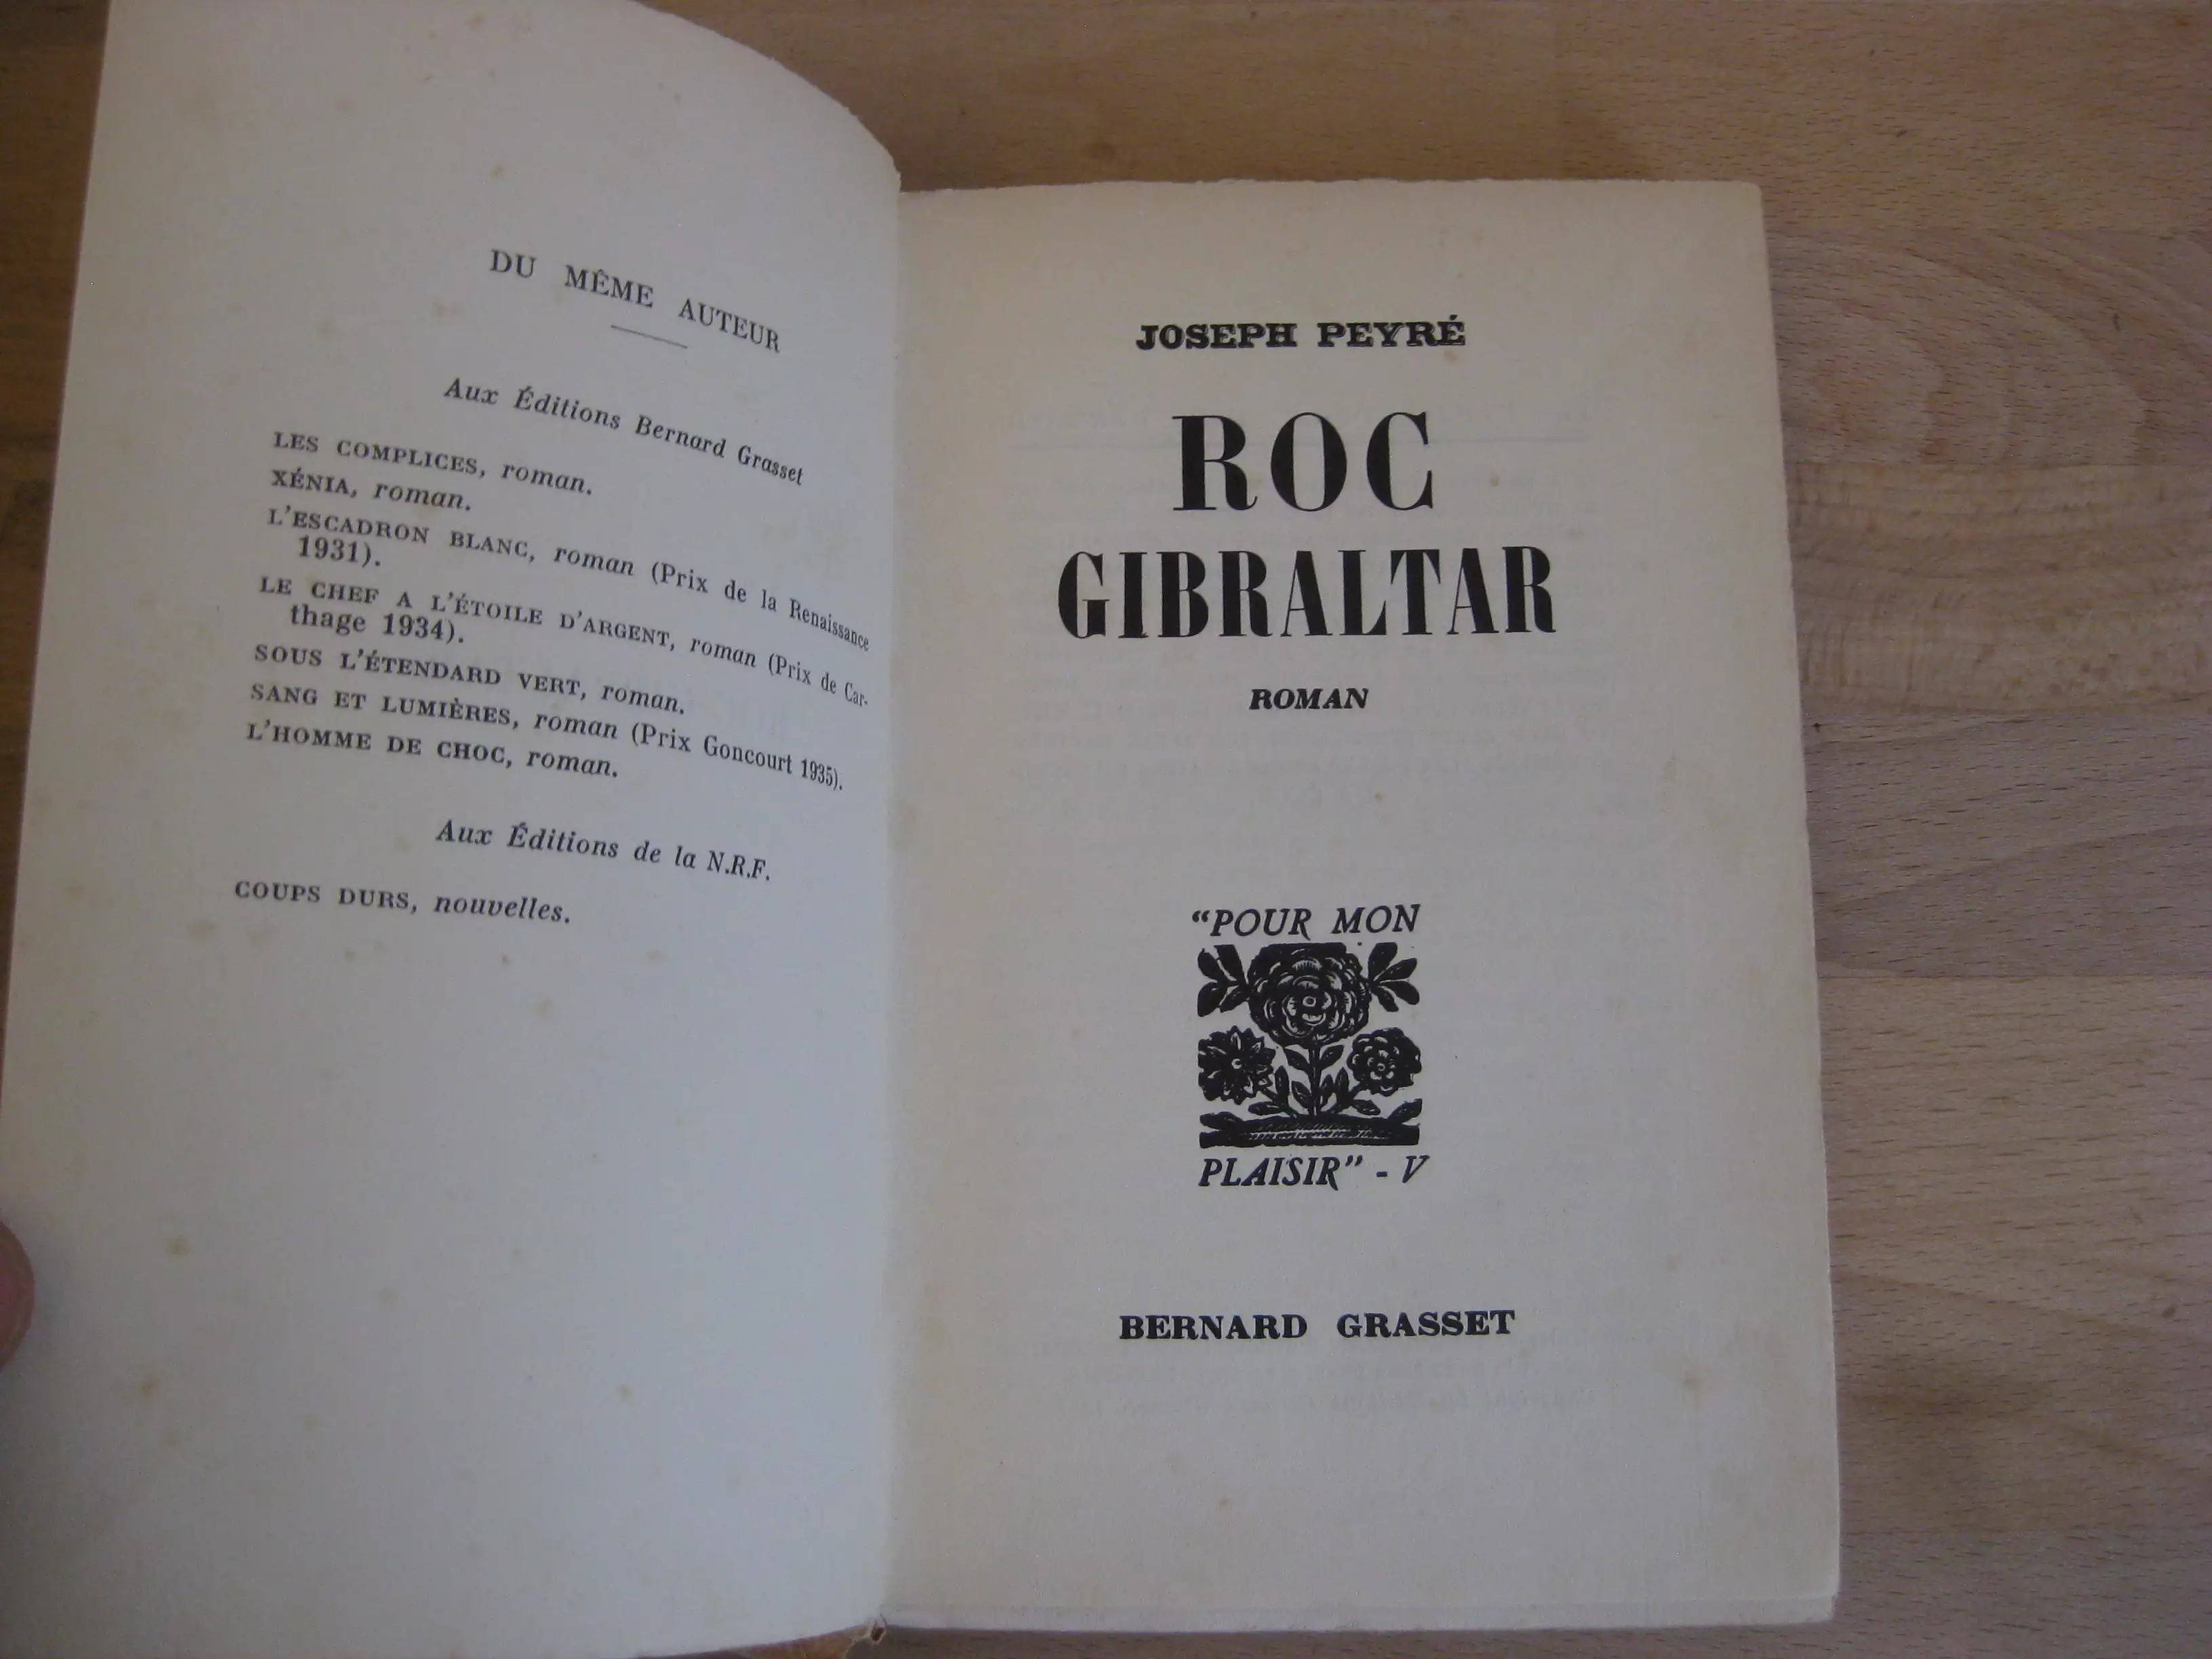 DU MÊME AUTEUR
Aux Éditions Bernard Grasset
LES COMPLICES, roman.
XÉNIA, roman.
L'ESCADRON BLANC, roman (Prix de la Renaissance
1931).
LE CHEF A L'ÉTOILE D'ARGENT, roman (Prix de Car-
thage 1934).
SOUS L'ÉTENDARD VERT, roman.
SANG ET LUMIÈRES, roman (Prix Goncourt 1935).
L'HOMME DE CHOC, roman.
Aux Éditions de la N.R.F.
COUPS DURS, nouvelles.
JOSEPH PEYRÉ
ROC
GIBRALTAR
ROMAN
"POUR MON
PLAISIR" - V
BERNARD GRASSET